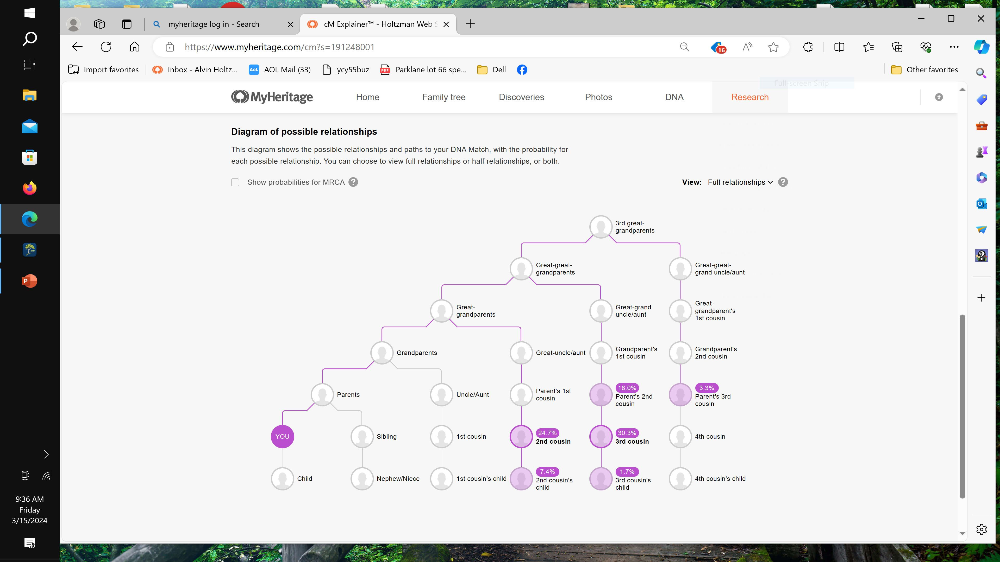 myheritage log in - Search
cM Explainer™ - Holtzman Web S
https://www.myheritage.com/cm?s=191248001
16
Import favorites
Inbox - Alvin Holtz...
Aol.
AOL Mail (33)
ycy55buz
PDF
Parklane lot 66 spe...
Dell
Other favorites
Full-screen Snip
MyHeritage
Home
Family tree
Discoveries
Photos
DNA
Research
Diagram of possible relationships
This diagram shows the possible relationships and paths to your DNA Match, with the probability for
each possible relationship. You can choose to view full relationships or half relationships, or both.
Show probabilities for MRCA ?
View: Full relationships ?
3rd great-
grandparents
Great-great-
grandparents
Great-great-
grand uncle/aunt
Great-
grandparents
Great-grand
uncle/aunt
Great-
grandparent's
1st cousin
Grandparents
Great-uncle/aunt
Grandparent's
1st cousin
Grandparent's
2nd cousin
Parents
Uncle/Aunt
Parent's 1st
cousin
18.0%
Parent's 2nd
cousin
3.3%
Parent's 3rd
cousin
YOU
Sibling
1st cousin
24.7%
2nd cousin
30.3%
3rd cousin
4th cousin
Child
Nephew/Niece
1st cousin's child
7.4%
2nd cousin's
child
1.7%
3rd cousin's
child
4th cousin's child
2019
P
9:36 AM
Friday
3/15/2024